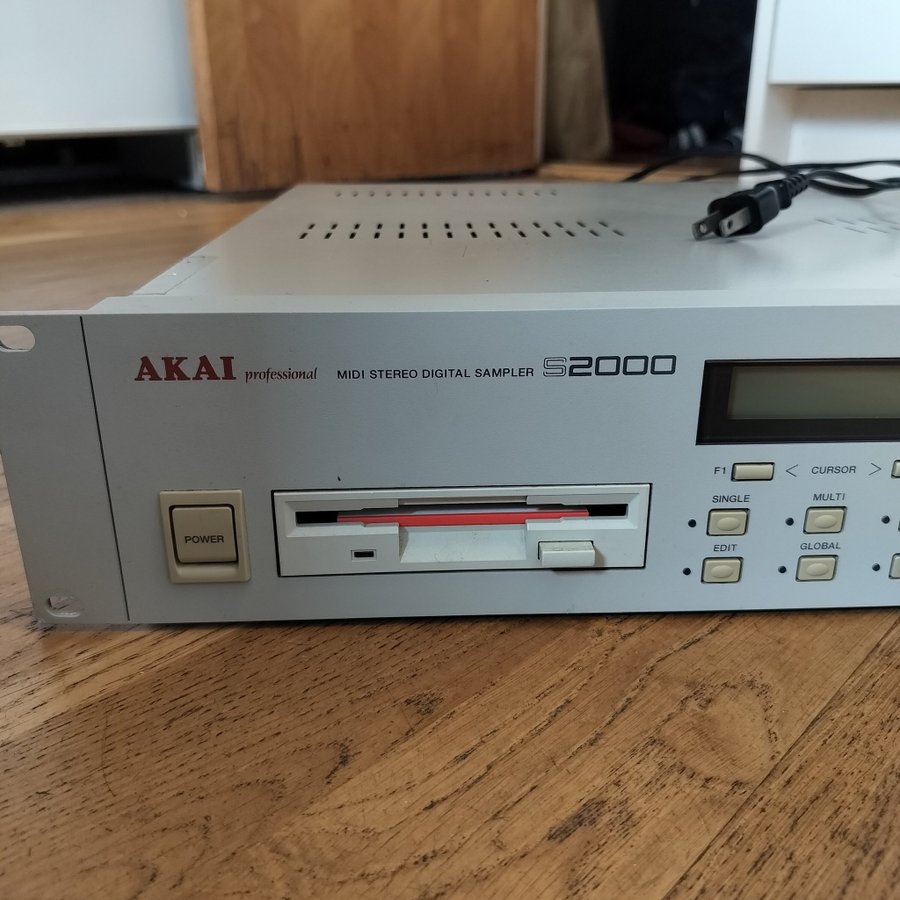 AKAI professional MIDI STEREO DIGITAL SAMPLER S2000
F1 < CURSOR >
SINGLE MULTI
POWER
EDIT GLOBAL